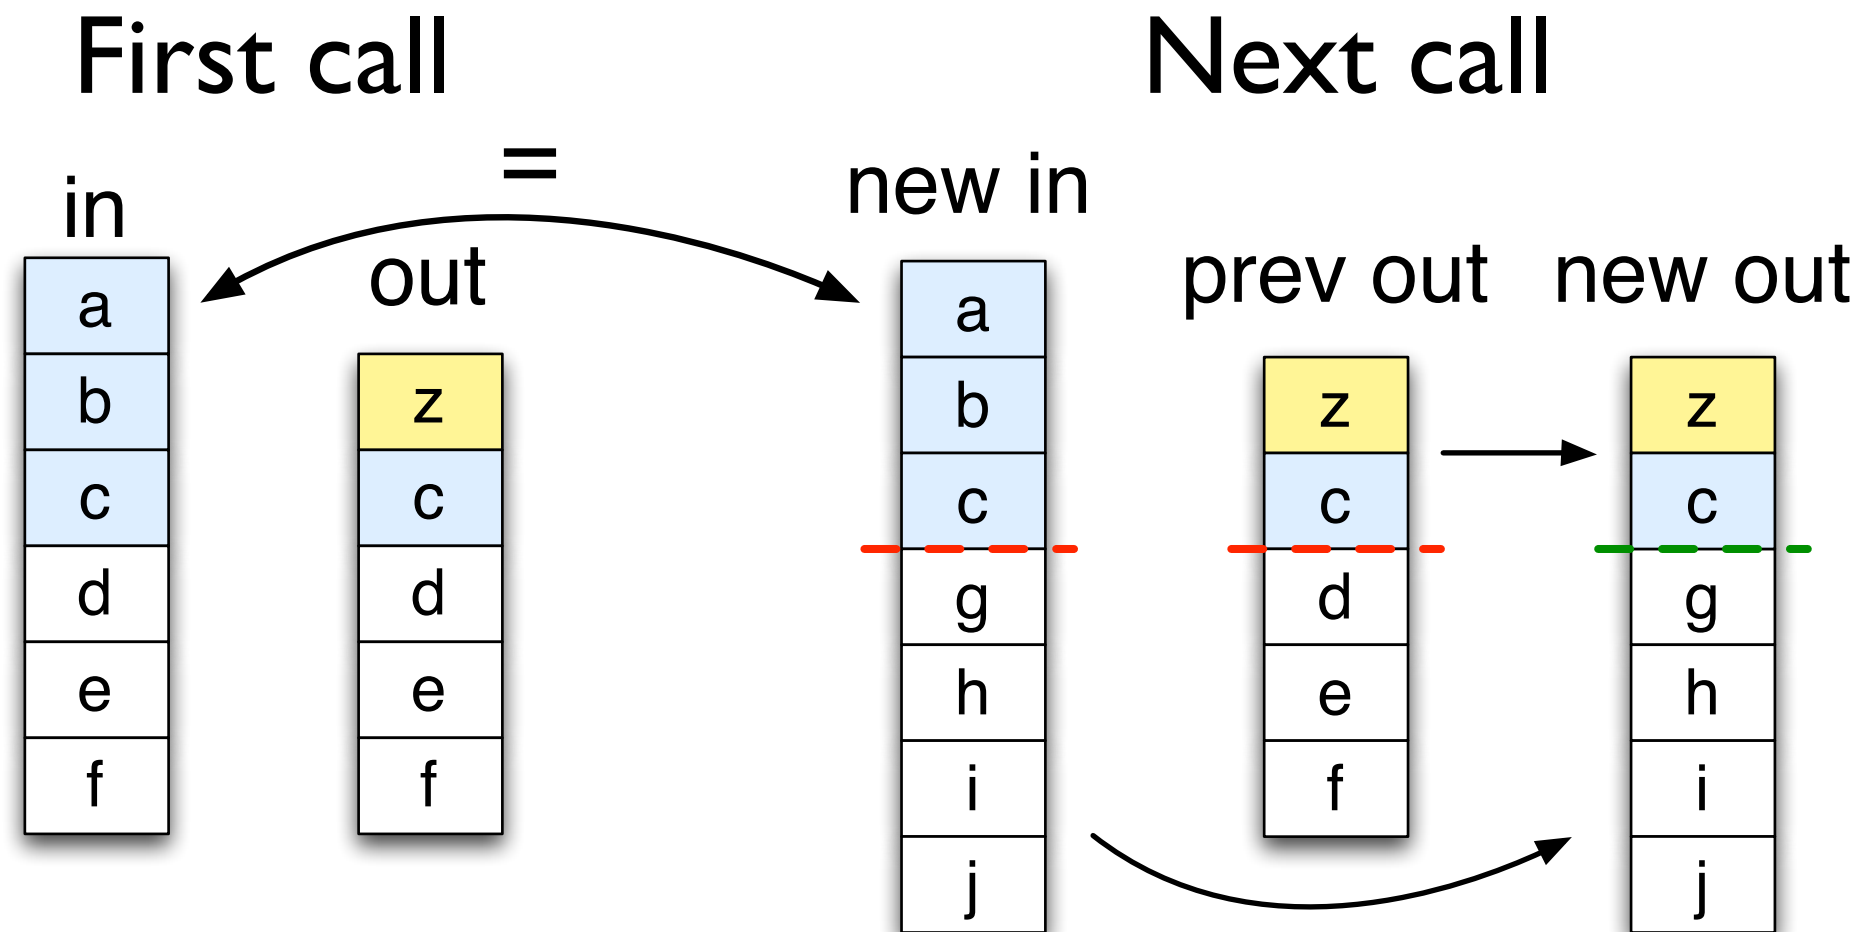 First call
Next call
=
in
out
new in
prev out
new out
a
b
c
d
e
f
z
c
d
e
f
a
b
c
g
h
i
j
z
c
d
e
f
z
c
g
h
i
j